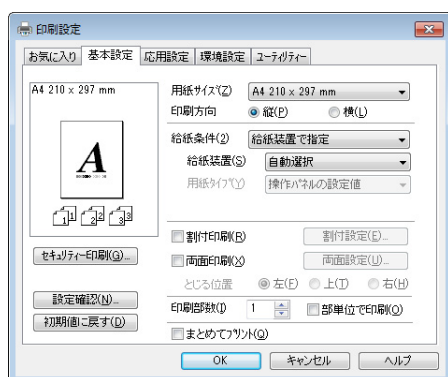 印刷設定
お気に入り 基本設定 応用設定 環境設定 ユーティリティー
A4 210 x 297 mm
A
1 1 2 2 3 3
セキュリティー印刷(G)...
設定確認(N)...
初期値に戻す(D)
用紙サイズ(Z) A4 210 x 297 mm
印刷方向 縦(P) 横(L)
給紙条件(2) 給紙装置で指定
給紙装置(S) 自動選択
用紙タイプ(Y) 操作パネルの設定値
割付印刷(R) 割付設定(E)...
両面印刷(X) 両面設定(U)...
とじる位置 左(F) 上(T) 右(H)
印刷部数(I) 1 部単位で印刷(O)
まとめてプリント(Q)
OK キャンセル ヘルプ